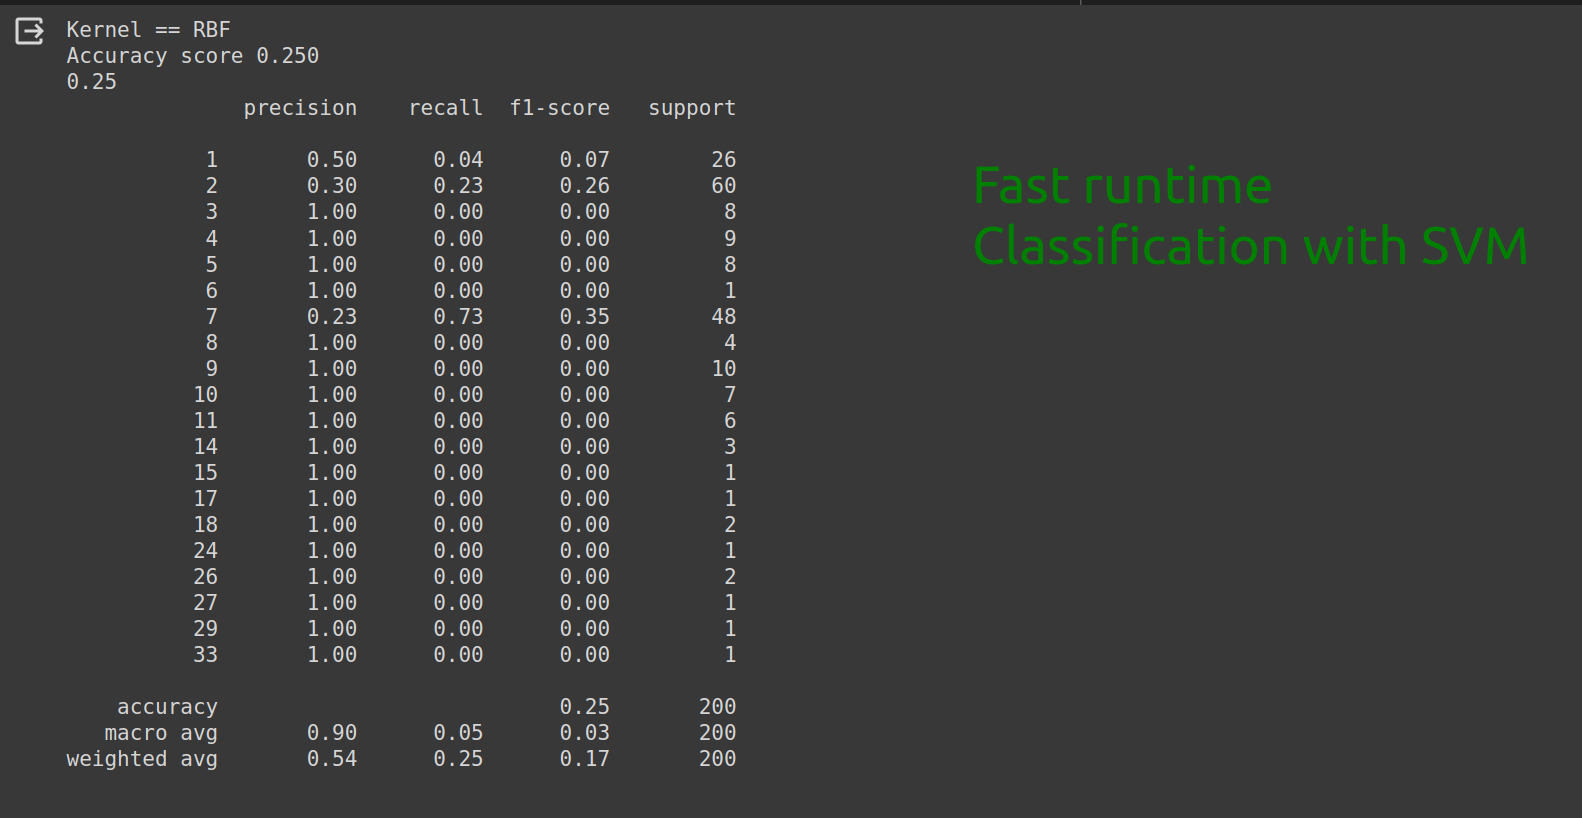 Kernel == RBF
Accuracy score 0.250
0.25
precision recall f1-score support
1 0.50 0.04 0.07 26
2 0.30 0.23 0.26 60
3 1.00 0.00 0.00 8
4 1.00 0.00 0.00 9
5 1.00 0.00 0.00 8
6 1.00 0.00 0.00 1
7 0.23 0.73 0.35 48
8 1.00 0.00 0.00 4
9 1.00 0.00 0.00 10
10 1.00 0.00 0.00 7
11 1.00 0.00 0.00 6
14 1.00 0.00 0.00 3
15 1.00 0.00 0.00 1
17 1.00 0.00 0.00 1
18 1.00 0.00 0.00 2
24 1.00 0.00 0.00 1
26 1.00 0.00 0.00 2
27 1.00 0.00 0.00 1
29 1.00 0.00 0.00 1
33 1.00 0.00 0.00 1
accuracy 0.25 200
macro avg 0.90 0.05 0.03 200
weighted avg 0.54 0.25 0.17 200
Fast runtime
Classification with SVM